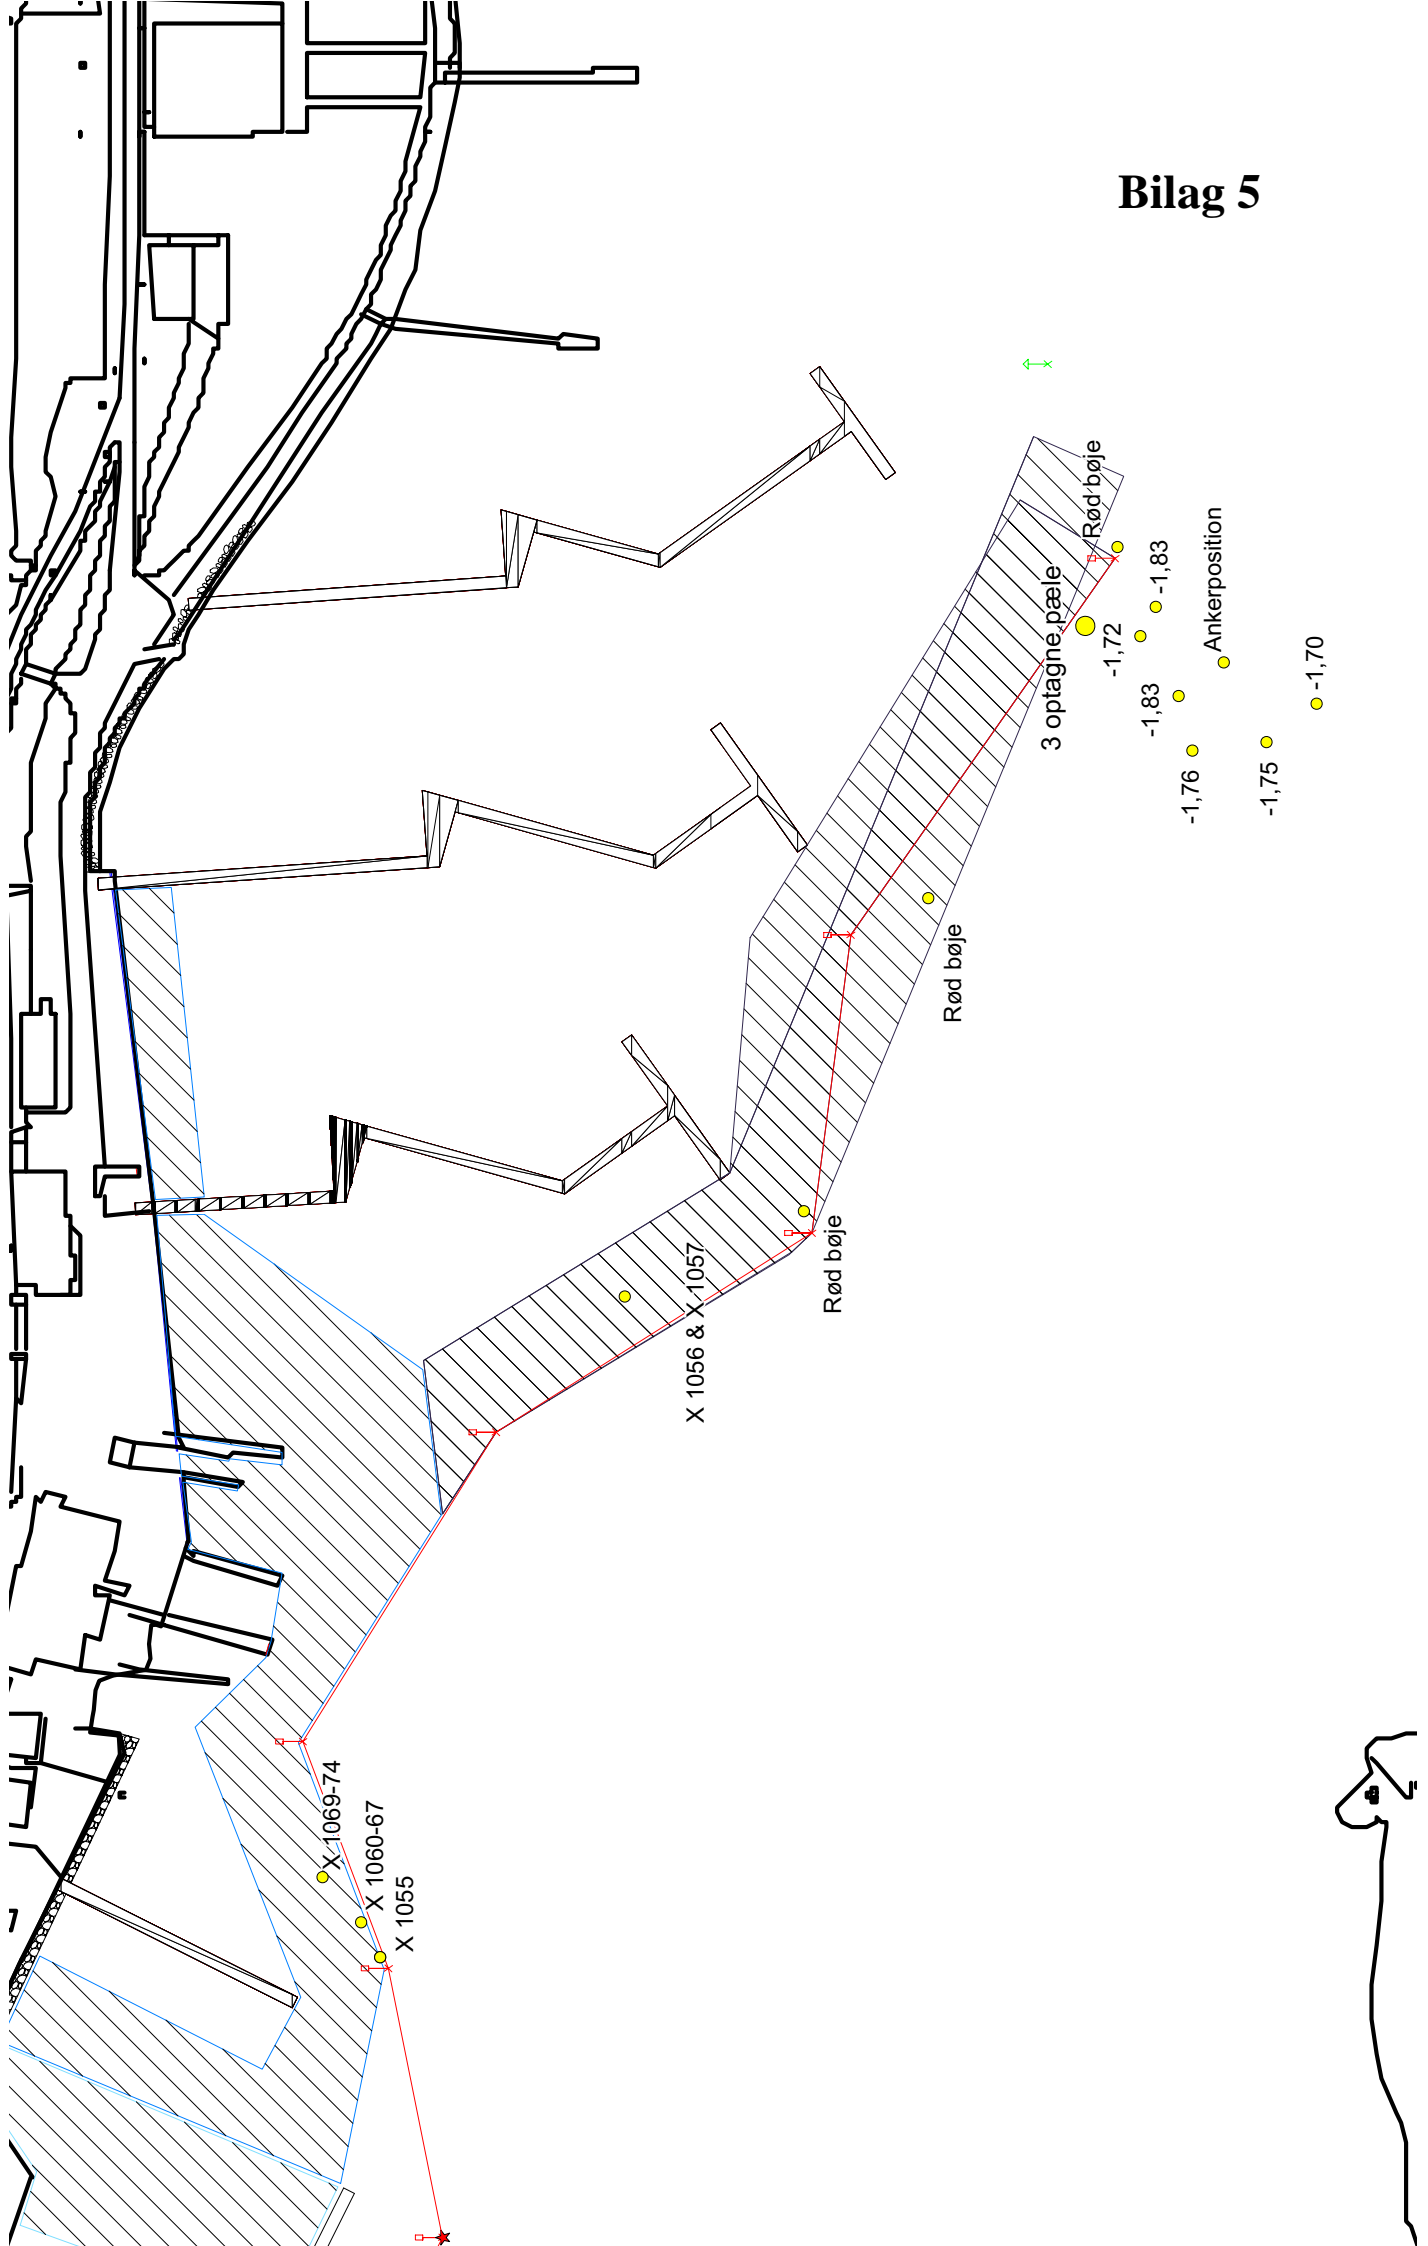 Bilag 5
Rød bøje
-1,83
Ankerposition
3 optagne pæle
-1,72
-1,83
-1,70
-1,76
-1,75
Rød bøje
Rød bøje
X 1056 & X 1057
X 1069-74
X 1060-67
X 1055